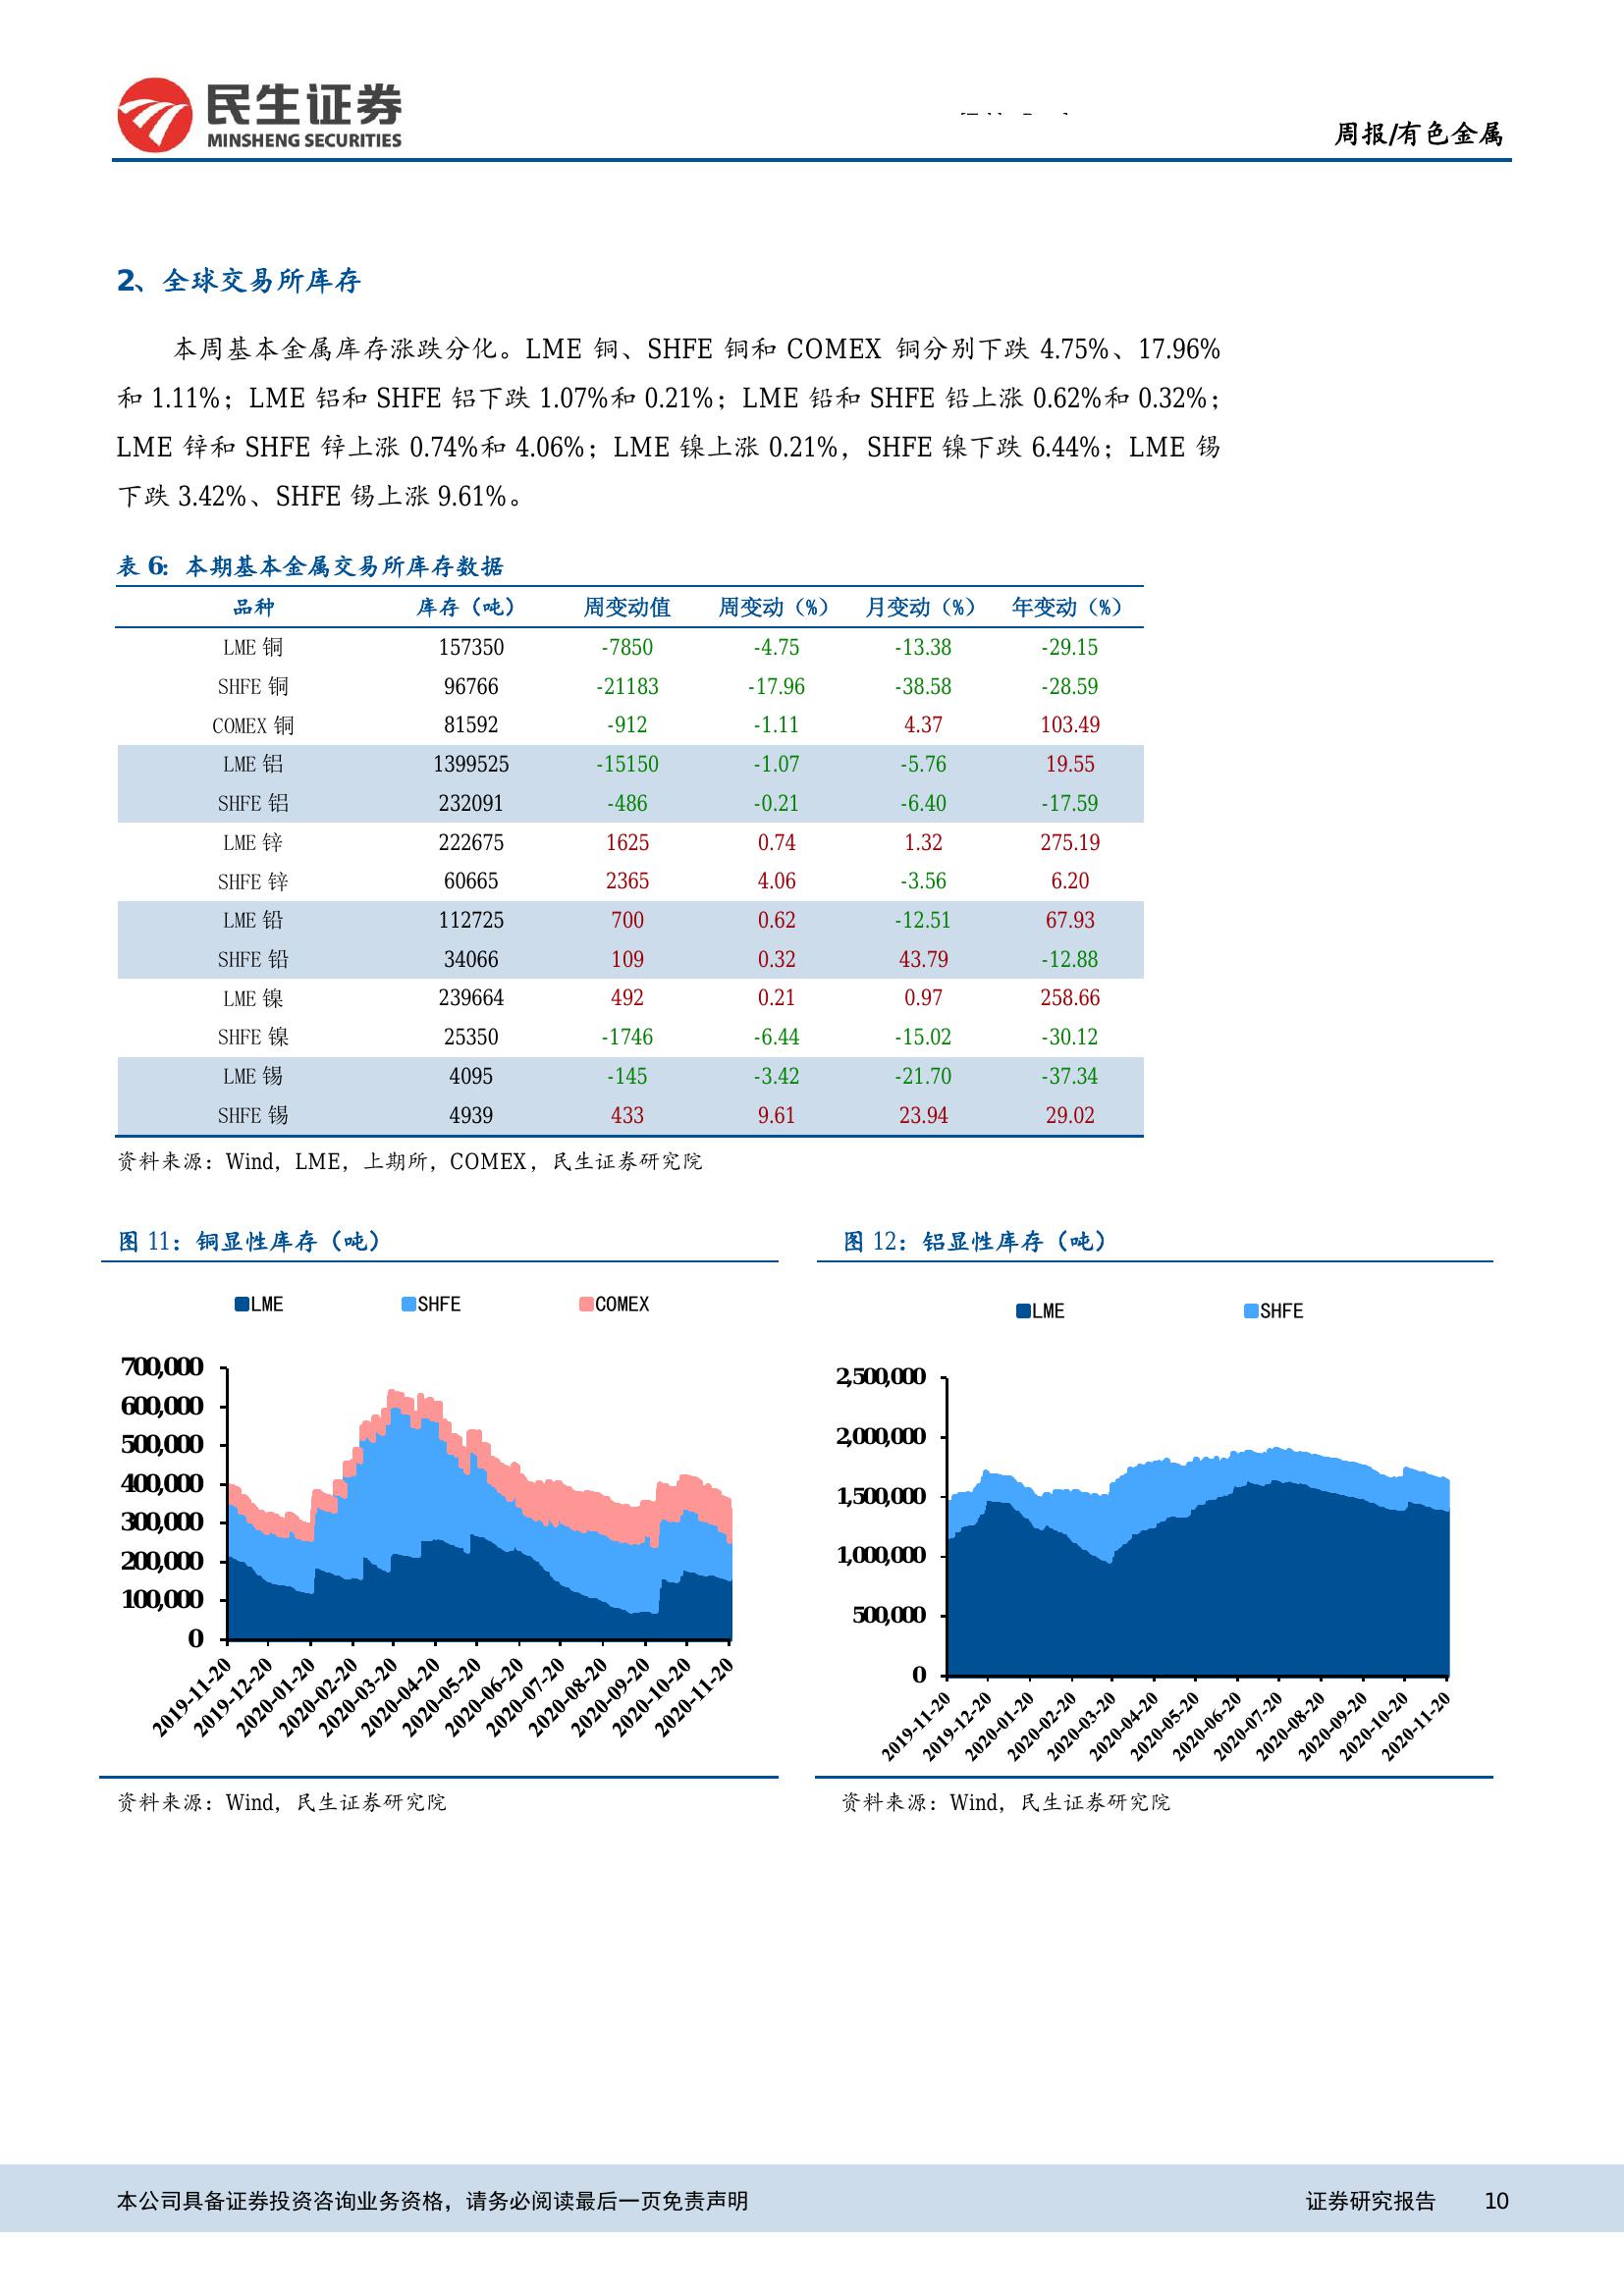 民生证券
MINSHENG SECURITIES
周报/有色金属
2、全球交易所库存
本周基本金属库存涨跌分化。LME 铜、SHFE 铜和 COMEX 铜分别下跌 4.75%、17.96%
和 1.11%；LME 铝和 SHFE 铝下跌 1.07%和 0.21%；LME 铅和 SHFE 铅上涨 0.62%和 0.32%；
LME 锌和 SHFE 锌上涨 0.74%和 4.06%；LME 镍上涨 0.21%，SHFE 镍下跌 6.44%；LME 锡
下跌 3.42%、SHFE 锡上涨 9.61%。
表 6：本期基本金属交易所库存数据
品种 库存（吨） 周变动值 周变动（%） 月变动（%） 年变动（%）
LME 铜 157350 -7850 -4.75 -13.38 -29.15
SHFE 铜 96766 -21183 -17.96 -38.58 -28.59
COMEX 铜 81592 -912 -1.11 4.37 103.49
LME 铝 1399525 -15150 -1.07 -5.76 19.55
SHFE 铝 232091 -486 -0.21 -6.40 -17.59
LME 锌 222675 1625 0.74 1.32 275.19
SHFE 锌 60665 2365 4.06 -3.56 6.20
LME 铅 112725 700 0.62 -12.51 67.93
SHFE 铅 34066 109 0.32 43.79 -12.88
LME 镍 239664 492 0.21 0.97 258.66
SHFE 镍 25350 -1746 -6.44 -15.02 -30.12
LME 锡 4095 -145 -3.42 -21.70 -37.34
SHFE 锡 4939 433 9.61 23.94 29.02
资料来源：Wind，LME，上期所，COMEX，民生证券研究院
图 11：铜显性库存（吨）
LME SHFE COMEX
700,000
600,000
500,000
400,000
300,000
200,000
100,000
0
2019-11-20 2019-12-20 2020-01-20 2020-02-20 2020-03-20 2020-04-20 2020-05-20 2020-06-20 2020-07-20 2020-08-20 2020-09-20 2020-10-20 2020-11-20
资料来源：Wind，民生证券研究院
图 12：铝显性库存（吨）
LME SHFE
2,500,000
2,000,000
1,500,000
1,000,000
500,000
0
2019-11-20 2019-12-20 2020-01-20 2020-02-20 2020-03-20 2020-04-20 2020-05-20 2020-06-20 2020-07-20 2020-08-20 2020-09-20 2020-10-20 2020-11-20
资料来源：Wind，民生证券研究院
本公司具备证券投资咨询业务资格，请务必阅读最后一页免责声明 证券研究报告 10